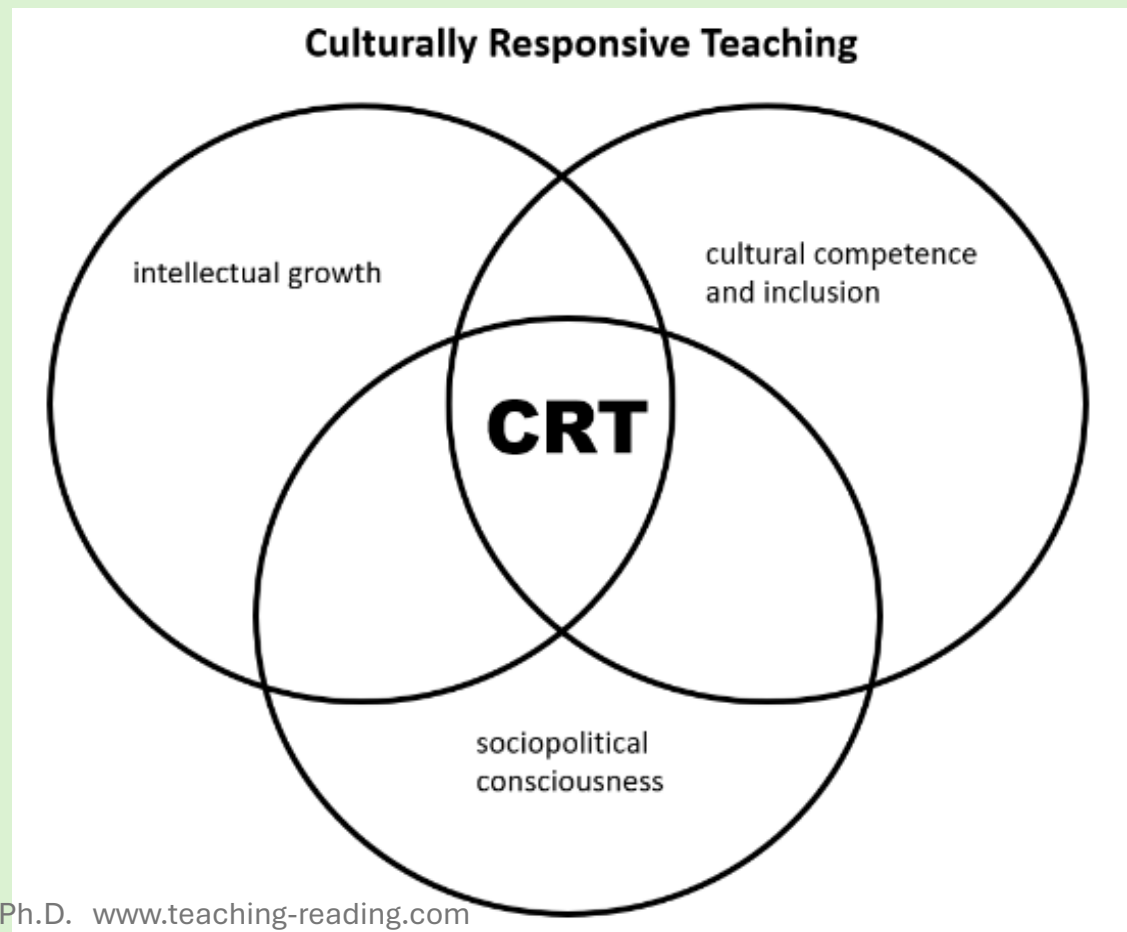 Culturally Responsive Teaching
intellectual growth
cultural competence
and inclusion
CRT
sociopolitical
consciousness
Ph.D. www.teaching-reading.com